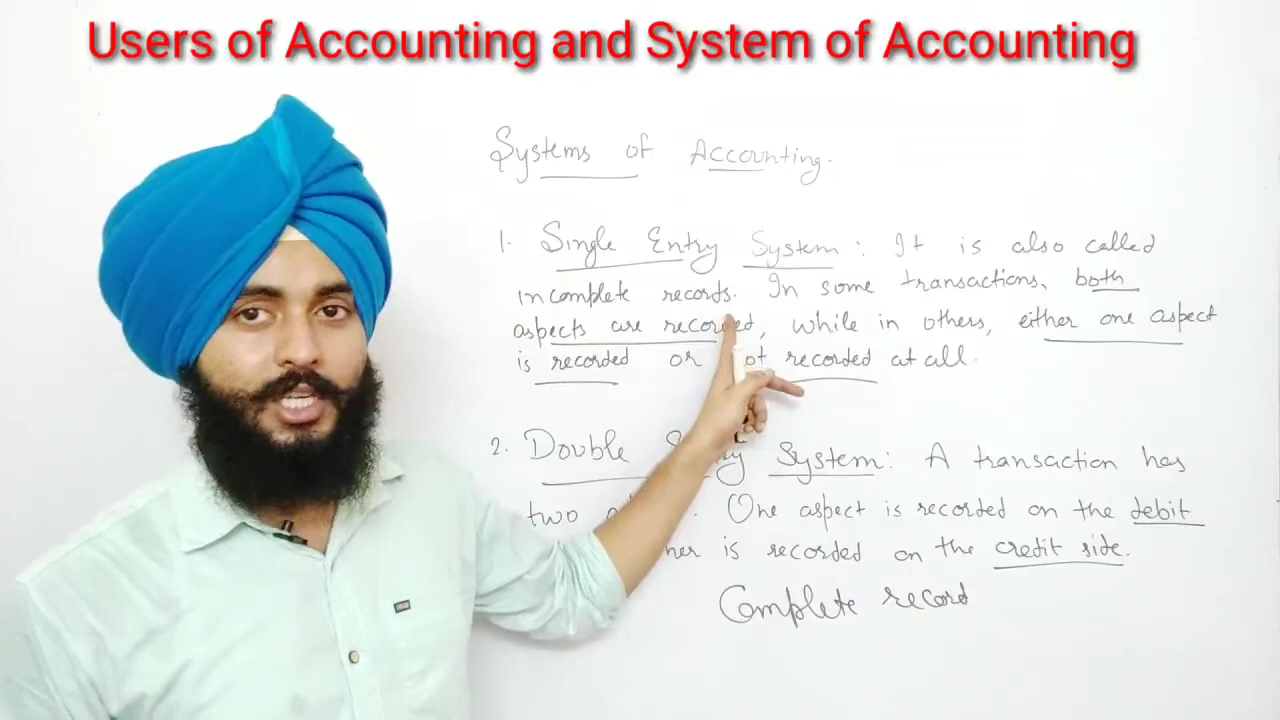 Users of Accounting and System of Accounting
Systems of Accounting.
1. Single Entry System: It is also called
incomplete records. In some transactions, both
aspects are recorded, while in others, either one aspect
is recorded or recorded at all.
2. Double System: A transaction has
two One aspect is recorded on the debit
is recorded on the credit side.
Complete record